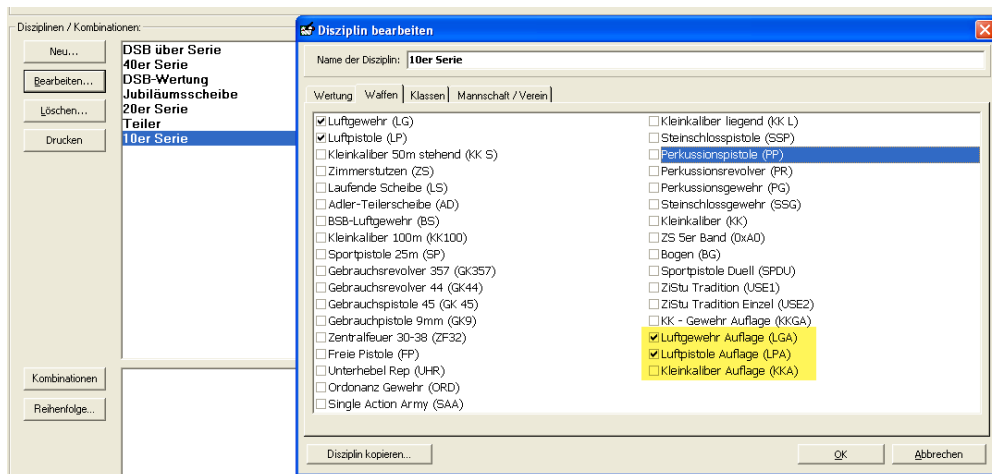 Disziplinen / Kombinationen:
Neu...
Bearbeiten...
Löschen...
Drucken
DSB über Serie
40er Serie
DSB-Wertung
Jubiläumsscheibe
20er Serie
Teiler
10er Serie
Kombinationen
Reihenfolge...
Disziplin bearbeiten
Name der Disziplin: 10er Serie
Wertung Waffen Klassen Mannschaft / Verein
Luftgewehr (LG)
Luftpistole (LP)
Kleinkaliber 50m stehend (KK S)
Zimmerstutzen (ZS)
Laufende Scheibe (LS)
Adler-Teilerscheibe (AD)
BSB-Luftgewehr (BS)
Kleinkaliber 100m (KK100)
Sportpistole 25m (SP)
Gebrauchsrevolver 357 (GK357)
Gebrauchsrevolver 44 (GK44)
Gebrauchspistole 45 (GK 45)
Gebrauchpistole 9mm (GK9)
Zentralfeuer 30-38 (ZF32)
Freie Pistole (FP)
Unterhebel Rep (UHR)
Ordonanz Gewehr (ORD)
Single Action Army (SAA)
Kleinkaliber liegend (KK L)
Steinschlosspistole (SSP)
Perkussionspistole (PP)
Perkussionsrevolver (PR)
Perkussionsgewehr (PG)
Steinschlossgewehr (SSG)
Kleinkaliber (KK)
ZS 5er Band (0xA0)
Bogen (BG)
Sportpistole Duell (SPDU)
ZiStu Tradition (USE1)
ZiStu Tradition Einzel (USE2)
KK - Gewehr Auflage (KKGA)
Luftgewehr Auflage (LGA)
Luftpistole Auflage (LPA)
Kleinkaliber Auflage (KKA)
Disziplin kopieren...
OK
Abbrechen